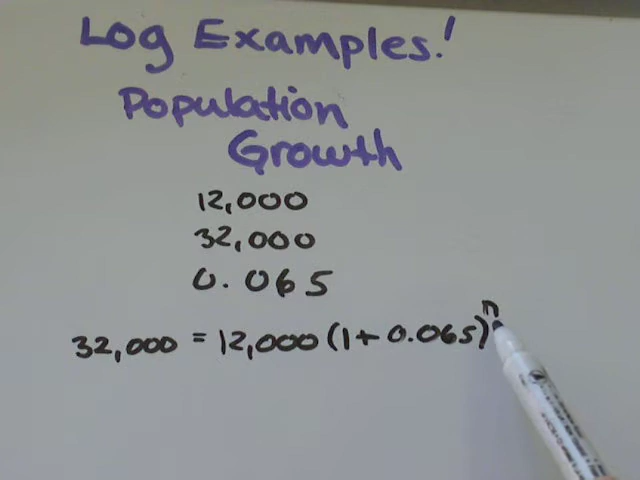 Log Examples!
Population
Growth
12,000
32,000
0.065
32,000 = 12,000(1+0.065)ⁿ